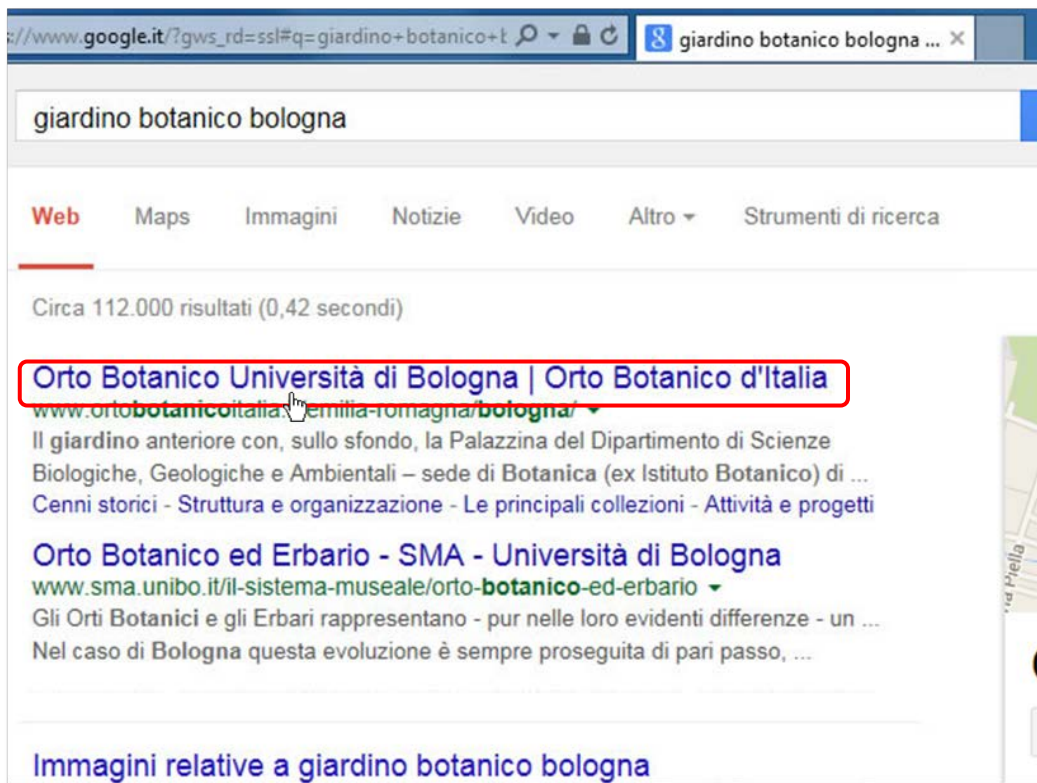 ://www.google.it/?gws_rd=ssl#q=giardino+botanico+b
giardino botanico bologna ...
giardino botanico bologna
Web Maps Immagini Notizie Video Altro Strumenti di ricerca
Circa 112.000 risultati (0,42 secondi)
Orto Botanico Università di Bologna | Orto Botanico d'Italia
www.ortobotanicoitalia. emilia-romagna/bologna/
Il giardino anteriore con, sullo sfondo, la Palazzina del Dipartimento di Scienze
Biologiche, Geologiche e Ambientali – sede di Botanica (ex Istituto Botanico) di ...
Cenni storici - Struttura e organizzazione - Le principali collezioni - Attività e progetti
Orto Botanico ed Erbario - SMA - Università di Bologna
www.sma.unibo.it/il-sistema-museale/orto-botanico-ed-erbario
Gli Orti Botanici e gli Erbari rappresentano - pur nelle loro evidenti differenze - un ...
Nel caso di Bologna questa evoluzione è sempre proseguita di pari passo, ...
Piella
Immagini relative a giardino botanico bologna